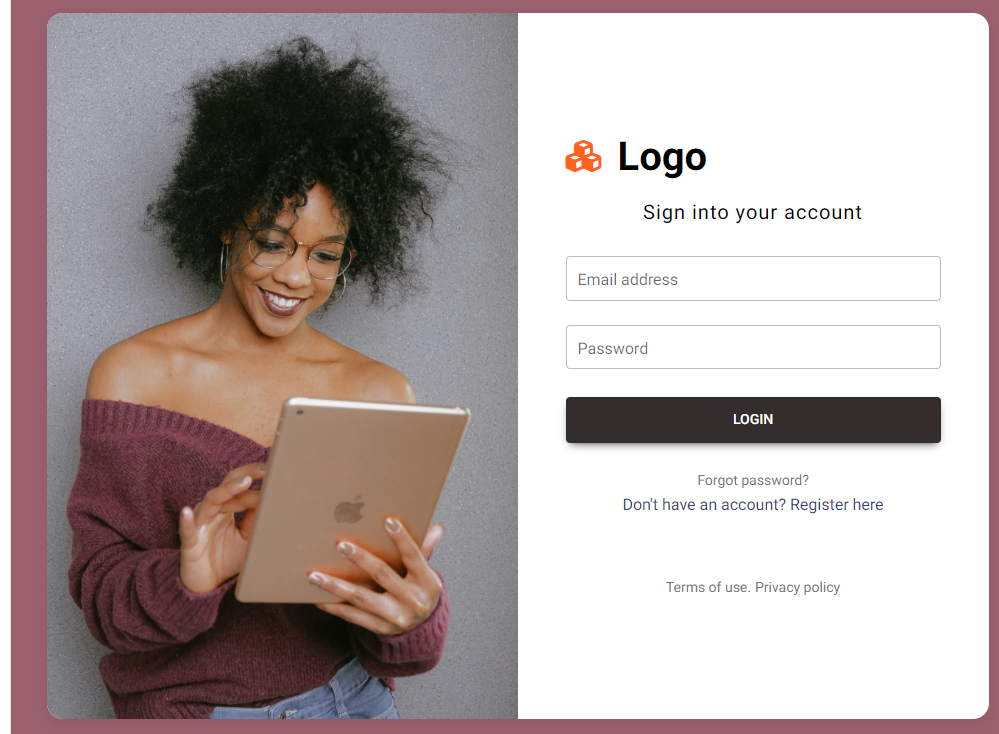 Logo
Sign into your account
Email address
Password
LOGIN
Forgot password?
Don't have an account? Register here
Terms of use. Privacy policy